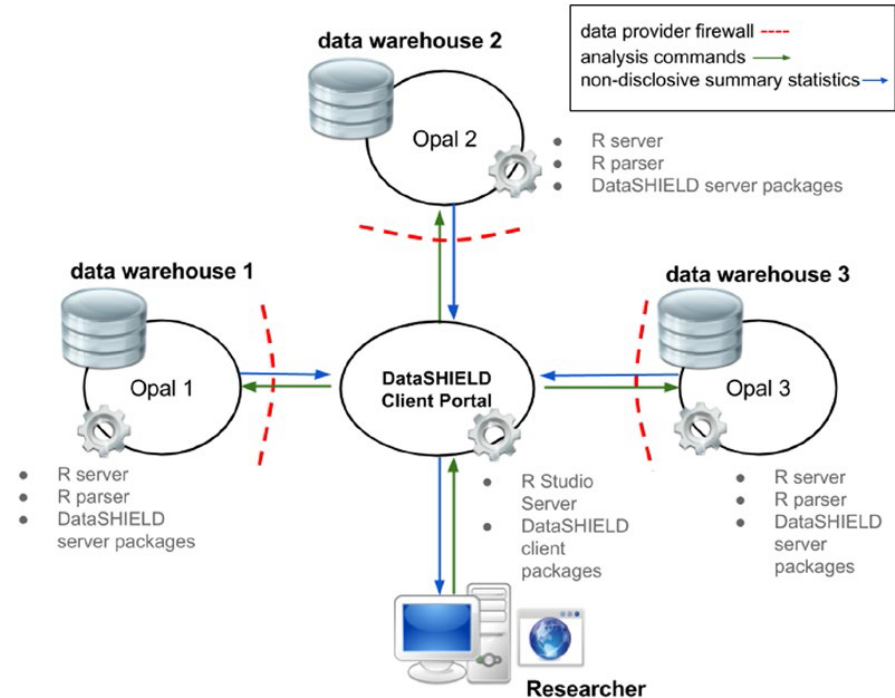 data provider firewall
analysis commands
non-disclosive summary statistics
data warehouse 2
Opal 2
● R server
● R parser
● DataSHIELD server packages
data warehouse 1
Opal 1
● R server
● R parser
● DataSHIELD
server packages
DataSHIELD
Client Portal
● R Studio
Server
● DataSHIELD
client
packages
data warehouse 3
Opal 3
● R server
● R parser
● DataSHIELD
server
packages
Researcher